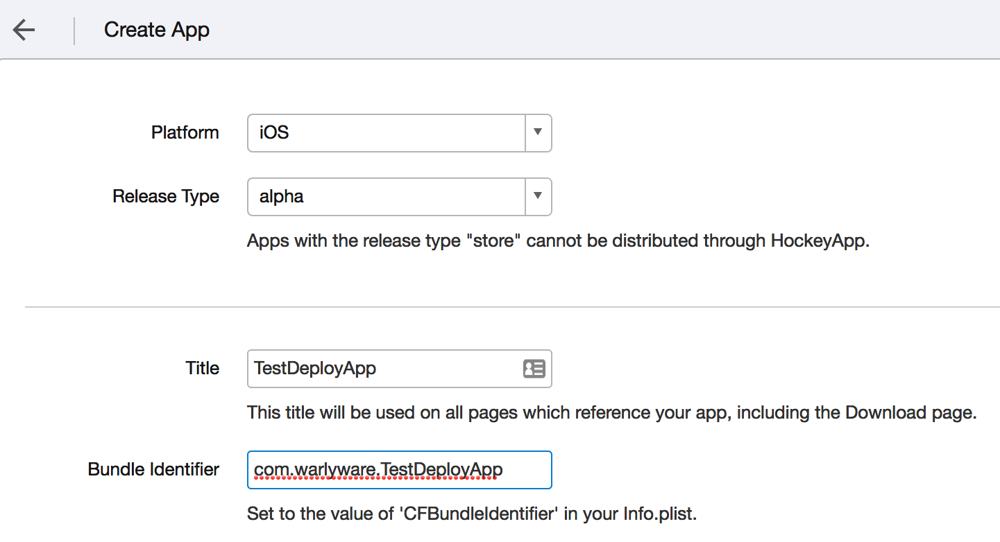 Create App
Platform iOS
Release Type alpha
Apps with the release type "store" cannot be distributed through HockeyApp.
Title TestDeployApp
This title will be used on all pages which reference your app, including the Download page.
Bundle Identifier com.warlyware.TestDeployApp
Set to the value of 'CFBundleIdentifier' in your Info.plist.